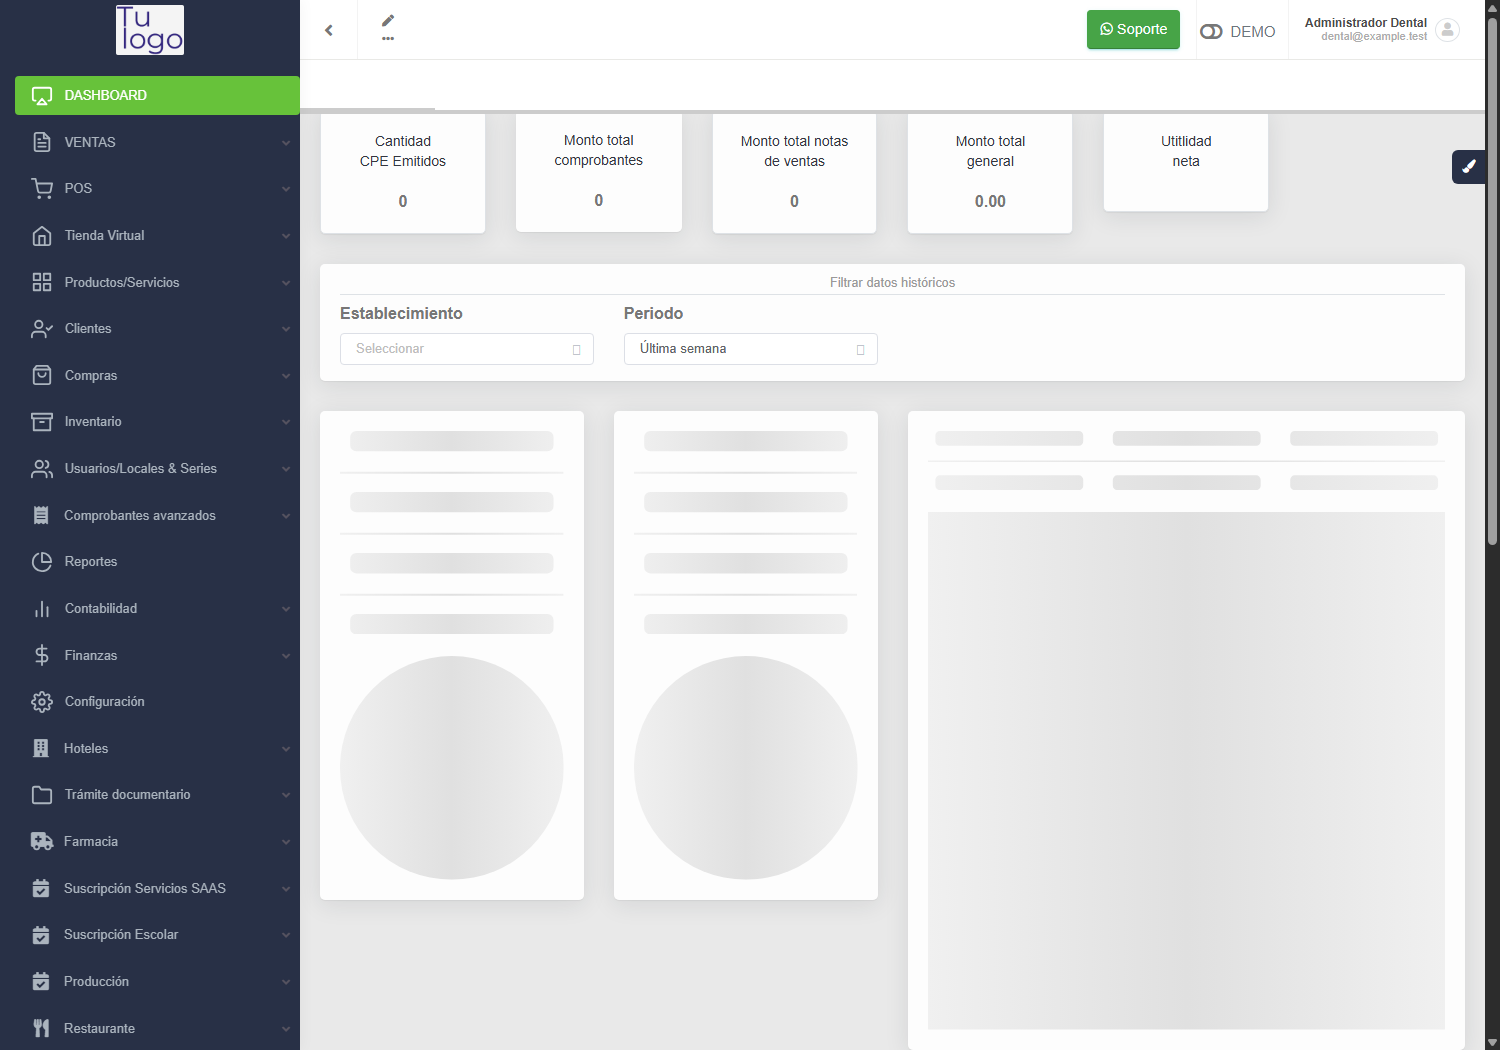 Tu
logo
DASHBOARD
VENTAS
POS
Tienda Virtual
Productos/Servicios
Clientes
Compras
Inventario
Usuarios/Locales & Series
Comprobantes avanzados
Reportes
Contabilidad
Finanzas
Configuración
Hoteles
Trámite documentario
Farmacia
Suscripción Servicios SAAS
Suscripción Escolar
Producción
Restaurante
Soporte
DEMO
Administrador Dental
dental@example.test
Cantidad
CPE Emitidos
0
Monto total
comprobantes
0
Monto total notas
de ventas
0
Monto total
general
0.00
Utitlidad
neta
Filtrar datos históricos
Establecimiento
Seleccionar
Periodo
Última semana